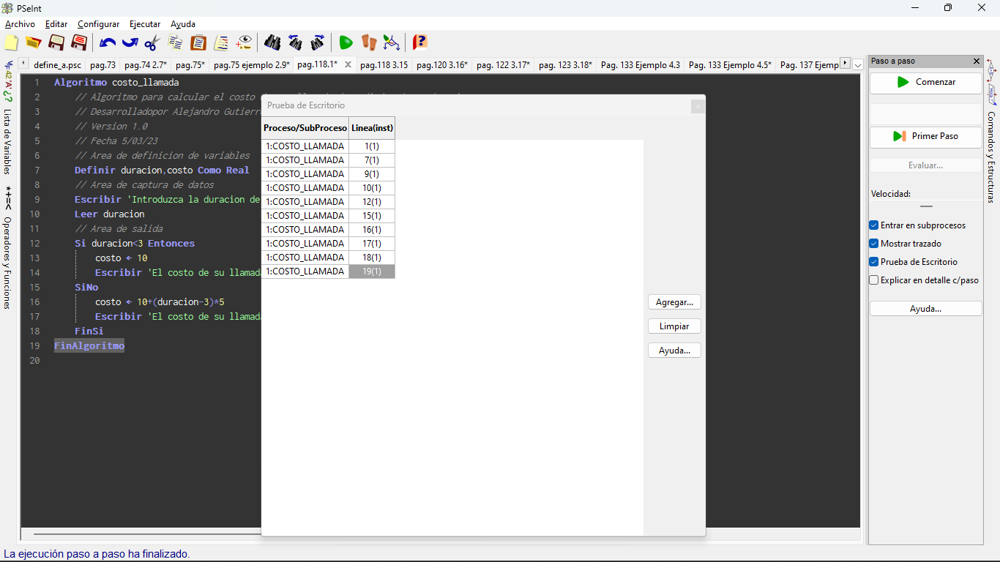 PSeInt
Archivo Editar Configurar Ejecutar Ayuda
define_a.psc pag.73 pag.74 2.7* pag.75* pag.75 ejemplo 2.9* pag.118.1* pag.118 3.15 pag.120 3.16* pag. 122 3.17* pag. 123 3.18* Pag. 133 Ejemplo 4.3 Pag. 133 Ejemplo 4.5* Pag. 137 Ejemp
Lista de Variables
Operadores y Funciones
1 Algoritmo costo_llamada
2 // Algoritmo para calcular el costo
3 // Desarrolladopor Alejandro Gutierr
4 // Version 1.0
5 // Fecha 5/03/23
6 // Area de definicion de variables
7 Definir duracion,costo Como Real
8 // Area de captura de datos
9 Escribir 'Introduzca la duracion de
10 Leer duracion
11 // Area de salida
12 Si duracion<3 Entonces
13 costo ← 10
14 Escribir 'El costo de su llamad
15 SiNo
16 costo ← 10+(duracion-3)*5
17 Escribir 'El costo de su llamad
18 FinSi
19 FinAlgoritmo
20
Prueba de Escritorio
Proceso/SubProceso Linea(inst)
1:COSTO_LLAMADA 1(1)
1:COSTO_LLAMADA 7(1)
1:COSTO_LLAMADA 9(1)
1:COSTO_LLAMADA 10(1)
1:COSTO_LLAMADA 12(1)
1:COSTO_LLAMADA 15(1)
1:COSTO_LLAMADA 16(1)
1:COSTO_LLAMADA 17(1)
1:COSTO_LLAMADA 18(1)
1:COSTO_LLAMADA 19(1)
Agregar...
Limpiar
Ayuda...
Paso a paso
Comenzar
Primer Paso
Evaluar...
Velocidad:
Entrar en subprocesos
Mostrar trazado
Prueba de Escritorio
Explicar en detalle c/paso
Ayuda...
Comandos y Estructuras
La ejecución paso a paso ha finalizado.